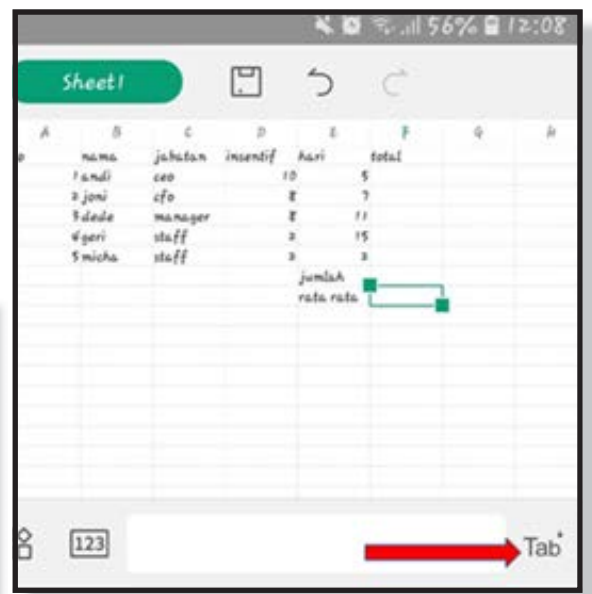 56% 12:08
Sheet1
A B C D E F G H
o nama jabatan insentif hari total
1 andi ceo 10 5
2 joni cfo 8 7
3 dede manager 8 11
4 geri staff 2 15
5 micha staff 2 2
jumlah
rata rata
123 Tab